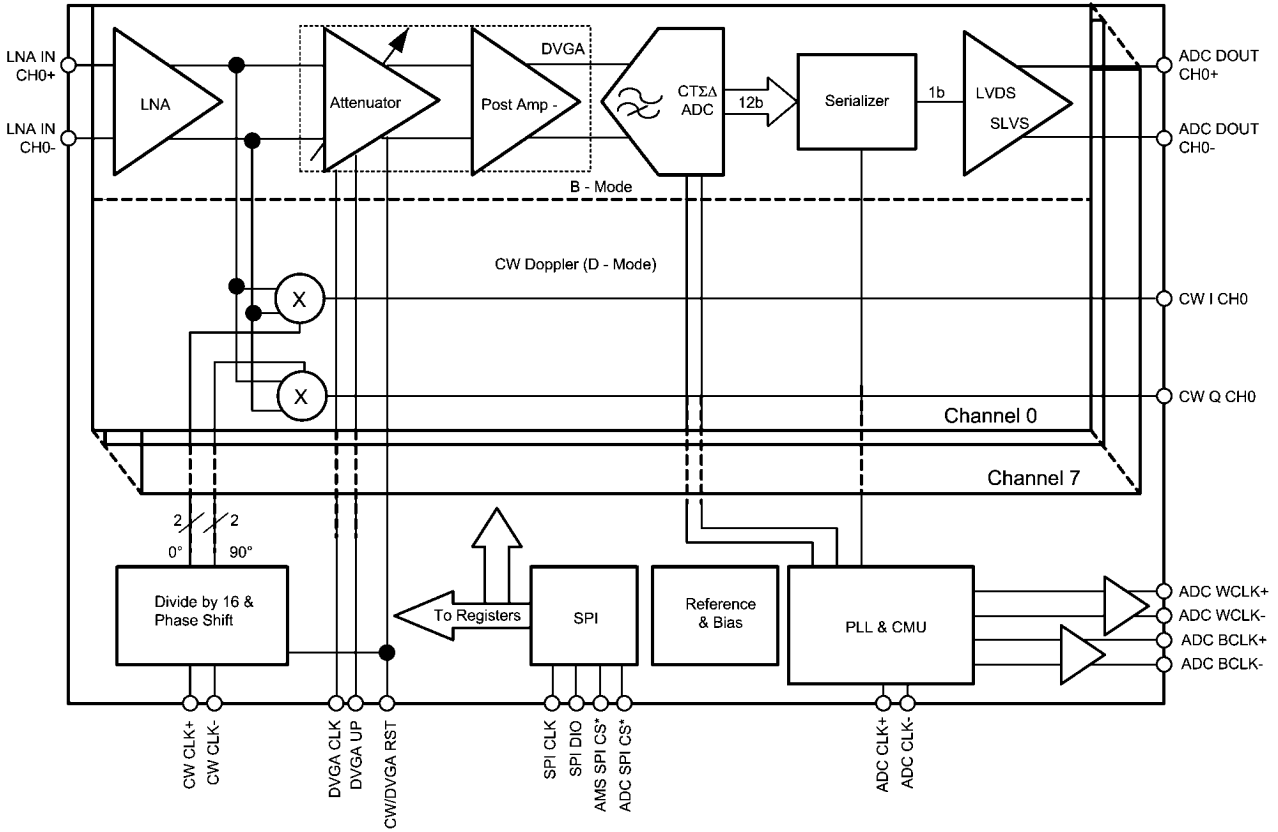 LNA IN
CH0+
LNA IN
CH0-
LNA
Attenuator
Post Amp -
DVGA
CTΣΔ
ADC
12b
Serializer
1b
LVDS
SLVS
ADC DOUT
CH0+
ADC DOUT
CH0-
B - Mode
CW Doppler (D - Mode)
X
CW I CH0
X
CW Q CH0
Channel 0
Channel 7
2
2
0°
90°
Divide by 16 &
Phase Shift
To Registers
SPI
Reference
& Bias
PLL & CMU
ADC WCLK+
ADC WCLK-
ADC BCLK+
ADC BCLK-
CW CLK+
CW CLK-
DVGA CLK
DVGA UP
CW/DVGA RST
SPI CLK
SPI DIO
AMS SPI CS*
ADC SPI CS*
ADC CLK+
ADC CLK-